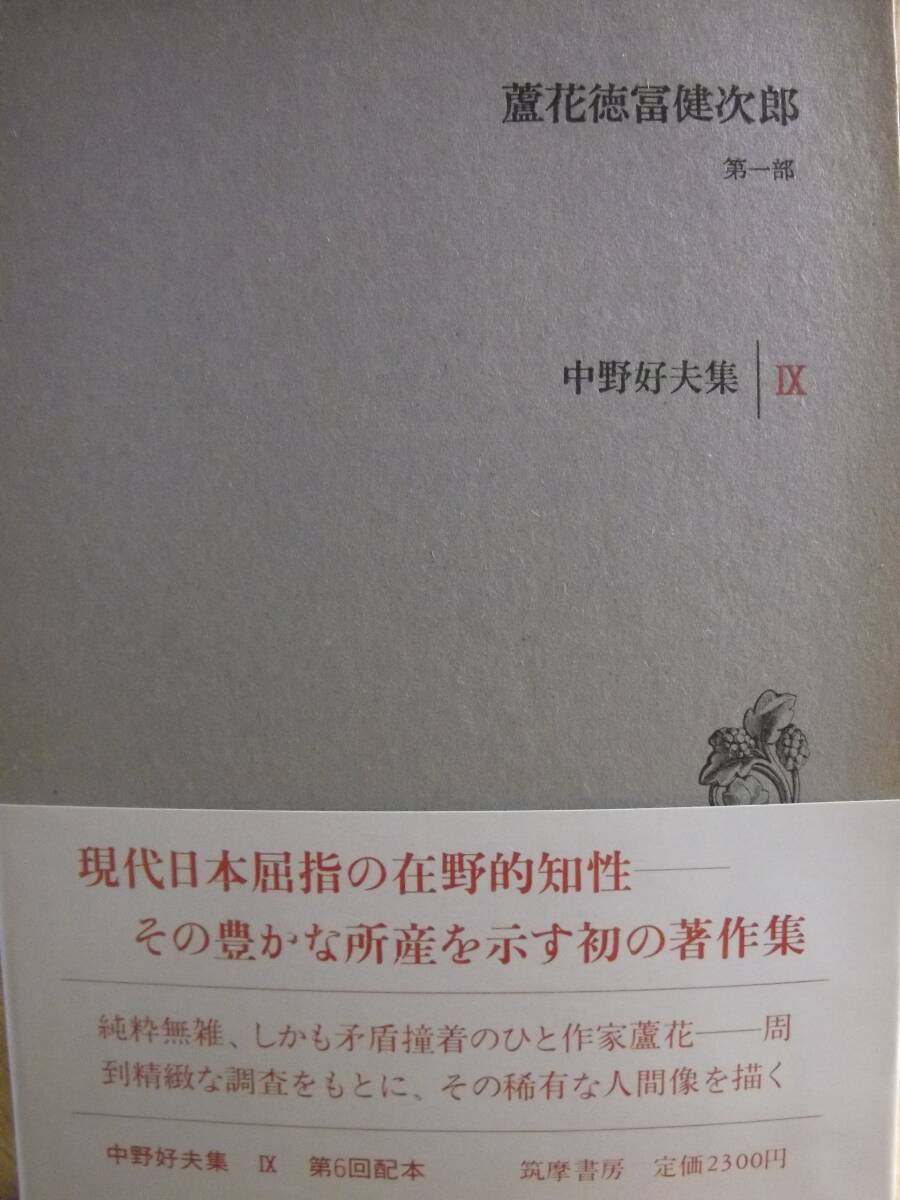 蘆花徳冨健次郎
第一部
中野好夫集 Ⅸ
現代日本屈指の在野的知性──
その豊かな所産を示す初の著作集
純粋無雑、しかも矛盾撞着のひと作家蘆花──周
到精緻な調査をもとに、その稀有な人間像を描く
中野好夫集 Ⅸ 第6回配本 筑摩書房 定価2300円